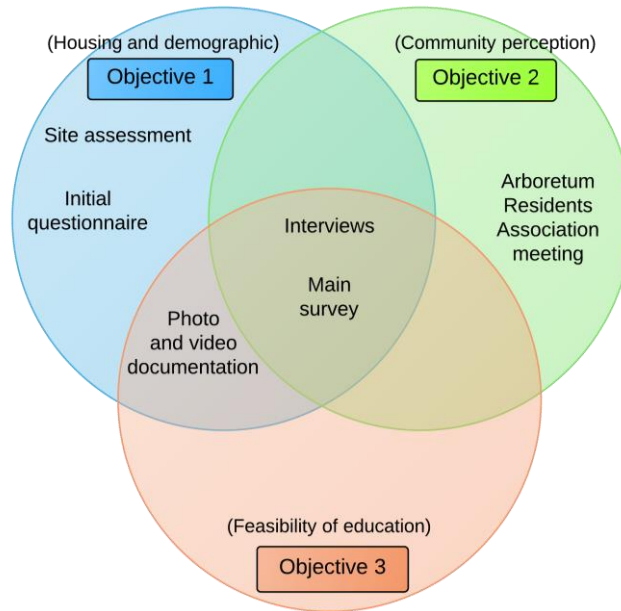 (Housing and demographic)
Objective 1
(Community perception)
Objective 2
Site assessment
Initial
questionnaire
Arboretum
Residents
Association
meeting
Interviews
Main
survey
Photo
and video
documentation
(Feasibility of education)
Objective 3